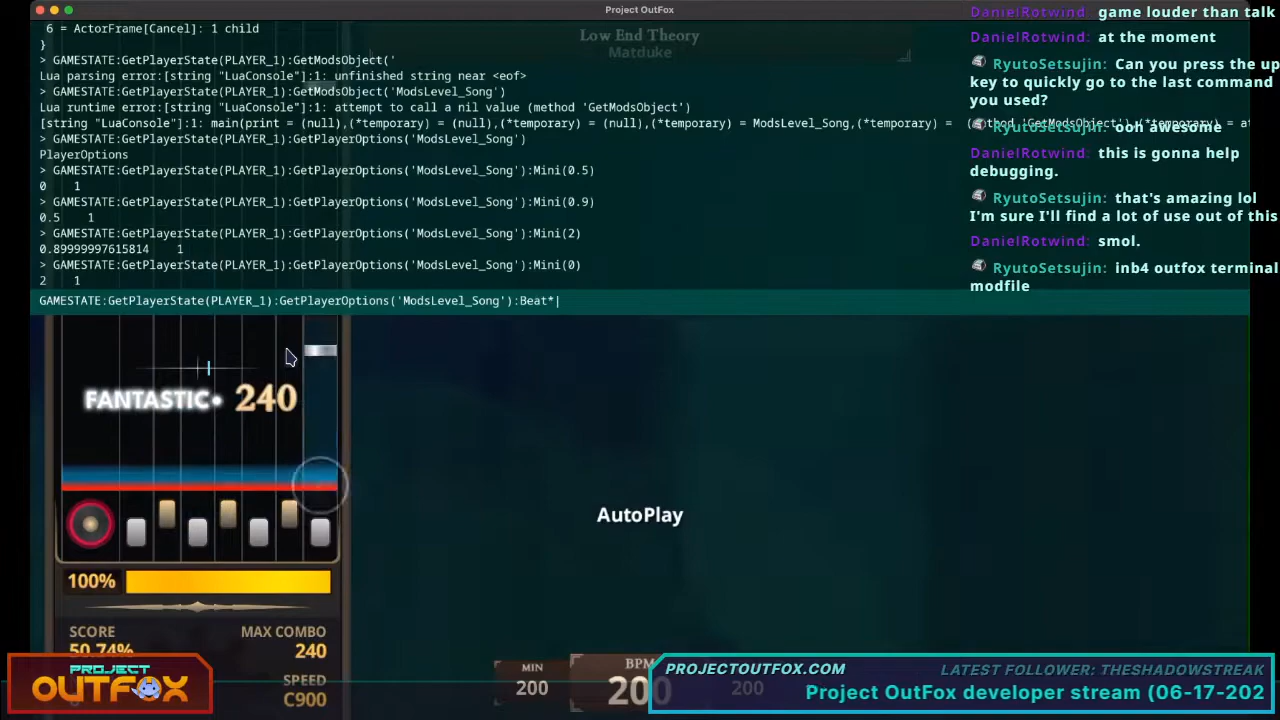 Project OutFox
6 = ActorFrame[Cancel]: 1 child
}
> GAMESTATE:GetPlayerState(PLAYER_1):GetModsObject('
Lua parsing error:[string "LuaConsole"]:1: unfinished string near <eof>
> GAMESTATE:GetPlayerState(PLAYER_1):GetModsObject('ModsLevel_Song')
Lua runtime error:[string "LuaConsole"]:1: attempt to call a nil value (method 'GetModsObject')
[string "LuaConsole"]:1: main(print = (null),(*temporary) = (null),(*temporary) = (null),(*temporary) = ModsLevel_Song,(*temporary) =
> GAMESTATE:GetPlayerState(PLAYER_1):GetPlayerOptions('ModsLevel_Song')
PlayerOptions
> GAMESTATE:GetPlayerState(PLAYER_1):GetPlayerOptions('ModsLevel_Song'):Mini(0.5)
0 1
> GAMESTATE:GetPlayerState(PLAYER_1):GetPlayerOptions('ModsLevel_Song'):Mini(0.9)
0.5 1
> GAMESTATE:GetPlayerState(PLAYER_1):GetPlayerOptions('ModsLevel_Song'):Mini(2)
0.89999997615814 1
> GAMESTATE:GetPlayerState(PLAYER_1):GetPlayerOptions('ModsLevel_Song'):Mini(0)
2 1
GAMESTATE:GetPlayerState(PLAYER_1):GetPlayerOptions('ModsLevel_Song'):Beat*|
Low End Theory
Matduke
DanielRotwind: game louder than talk
DanielRotwind: at the moment
RyutoSetsujin: Can you press the up
key to quickly go to the last command
you used?
RyutoSetsujin: ooh awesome
DanielRotwind: this is gonna help
debugging.
RyutoSetsujin: that's amazing lol
I'm sure I'll find a lot of use out of this
DanielRotwind: smol.
RyutoSetsujin: inb4 outfox terminal
modfile
FANTASTIC 240
AutoPlay
100%
SCORE
50.74%
MAX COMBO
240
SPEED
C900
MIN
200
BPM
200
200
PROJECT
OUTFOX
PROJECTOUTFOX.COM
LATEST FOLLOWER: THESHADOWSTREAK
Project OutFox developer stream (06-17-202